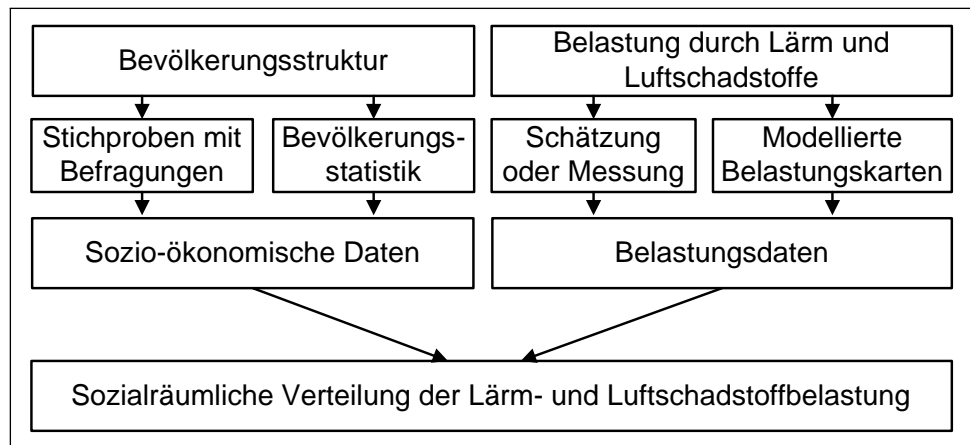 Bevölkerungsstruktur
Belastung durch Lärm und
Luftschadstoffe
Stichproben mit
Befragungen
Bevölkerungs-
statistik
Schätzung
oder Messung
Modellierte
Belastungskarten
Sozio-ökonomische Daten
Belastungsdaten
Sozialräumliche Verteilung der Lärm- und Luftschadstoffbelastung